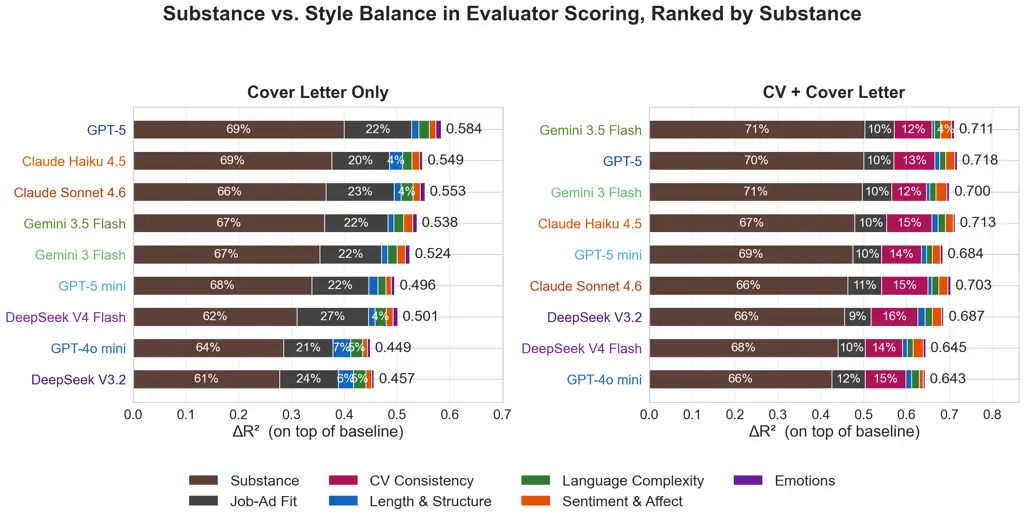 Substance vs. Style Balance in Evaluator Scoring, Ranked by Substance
Cover Letter Only
GPT-5 69% 22% 0.584
Claude Haiku 4.5 69% 20% 4% 0.549
Claude Sonnet 4.6 66% 23% 4% 0.553
Gemini 3.5 Flash 67% 22% 0.538
Gemini 3 Flash 67% 22% 0.524
GPT-5 mini 68% 22% 0.496
DeepSeek V4 Flash 62% 27% 4% 0.501
GPT-4o mini 64% 21% 7% 5% 0.449
DeepSeek V3.2 61% 24% 6% 5% 0.457
0.0 0.1 0.2 0.3 0.4 0.5 0.6 0.7
ΔR² (on top of baseline)
CV + Cover Letter
Gemini 3.5 Flash 71% 10% 12% 4% 0.711
GPT-5 70% 10% 13% 0.718
Gemini 3 Flash 71% 10% 12% 0.700
Claude Haiku 4.5 67% 10% 15% 0.713
GPT-5 mini 69% 10% 14% 0.684
Claude Sonnet 4.6 66% 11% 15% 0.703
DeepSeek V3.2 66% 9% 16% 0.687
DeepSeek V4 Flash 68% 10% 14% 0.645
GPT-4o mini 66% 12% 15% 0.643
0.0 0.1 0.2 0.3 0.4 0.5 0.6 0.7 0.8
ΔR² (on top of baseline)
Substance CV Consistency Language Complexity Emotions
Job-Ad Fit Length & Structure Sentiment & Affect